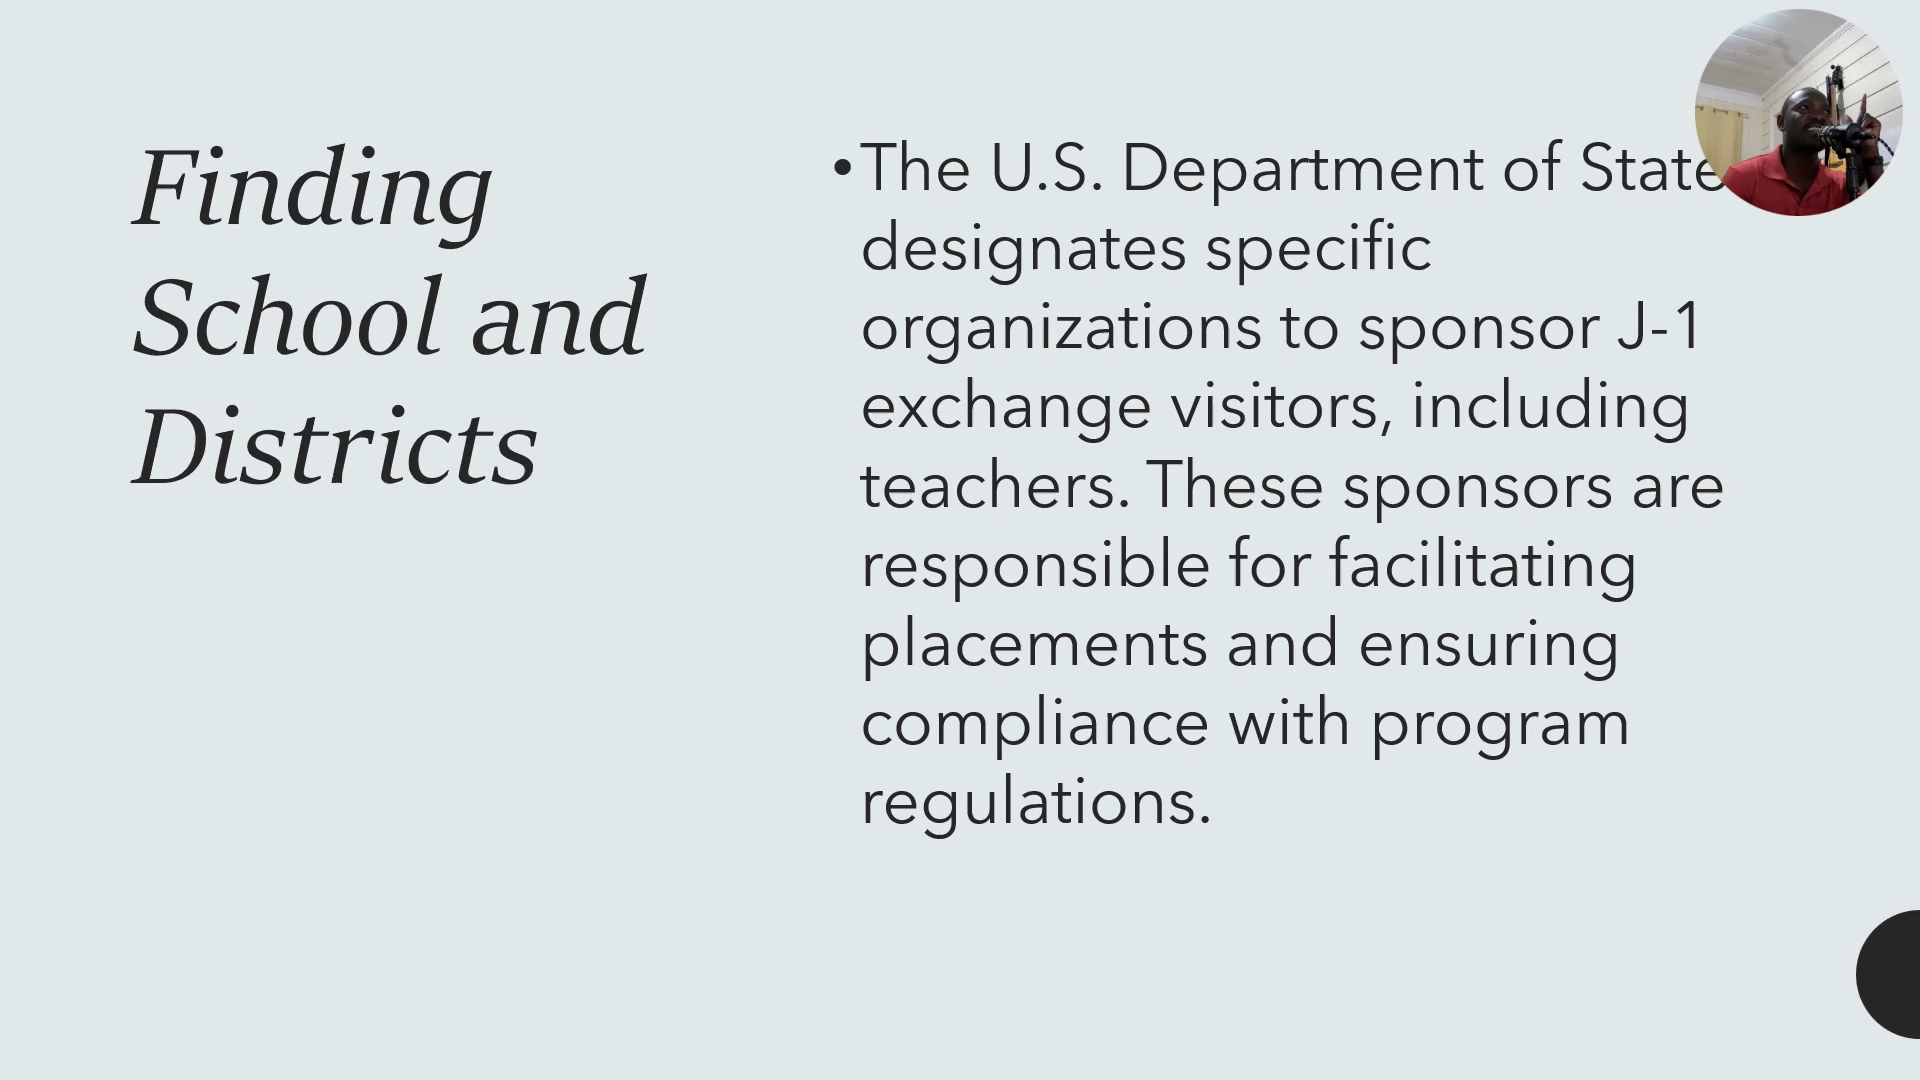 Finding
School and
Districts
•The U.S. Department of State
designates specific
organizations to sponsor J-1
exchange visitors, including
teachers. These sponsors are
responsible for facilitating
placements and ensuring
compliance with program
regulations.